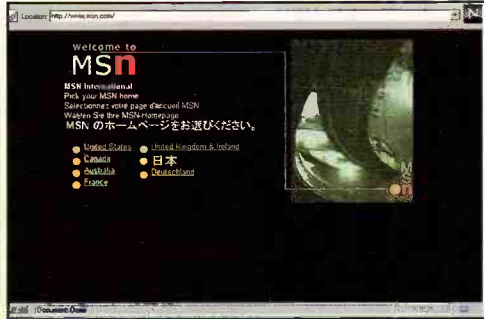 Location: http://www.msn.com/
N
Welcome to
msn
MSN International
Pick your MSN home
Sélectionnez votre page d'accueil MSN
Wählen Sie Ihre MSN-Homepage
MSN のホームページをお選びください。
United States
Canada
Australia
France
United Kingdom & Ireland
日本
Deutschland
msn
Document: Done